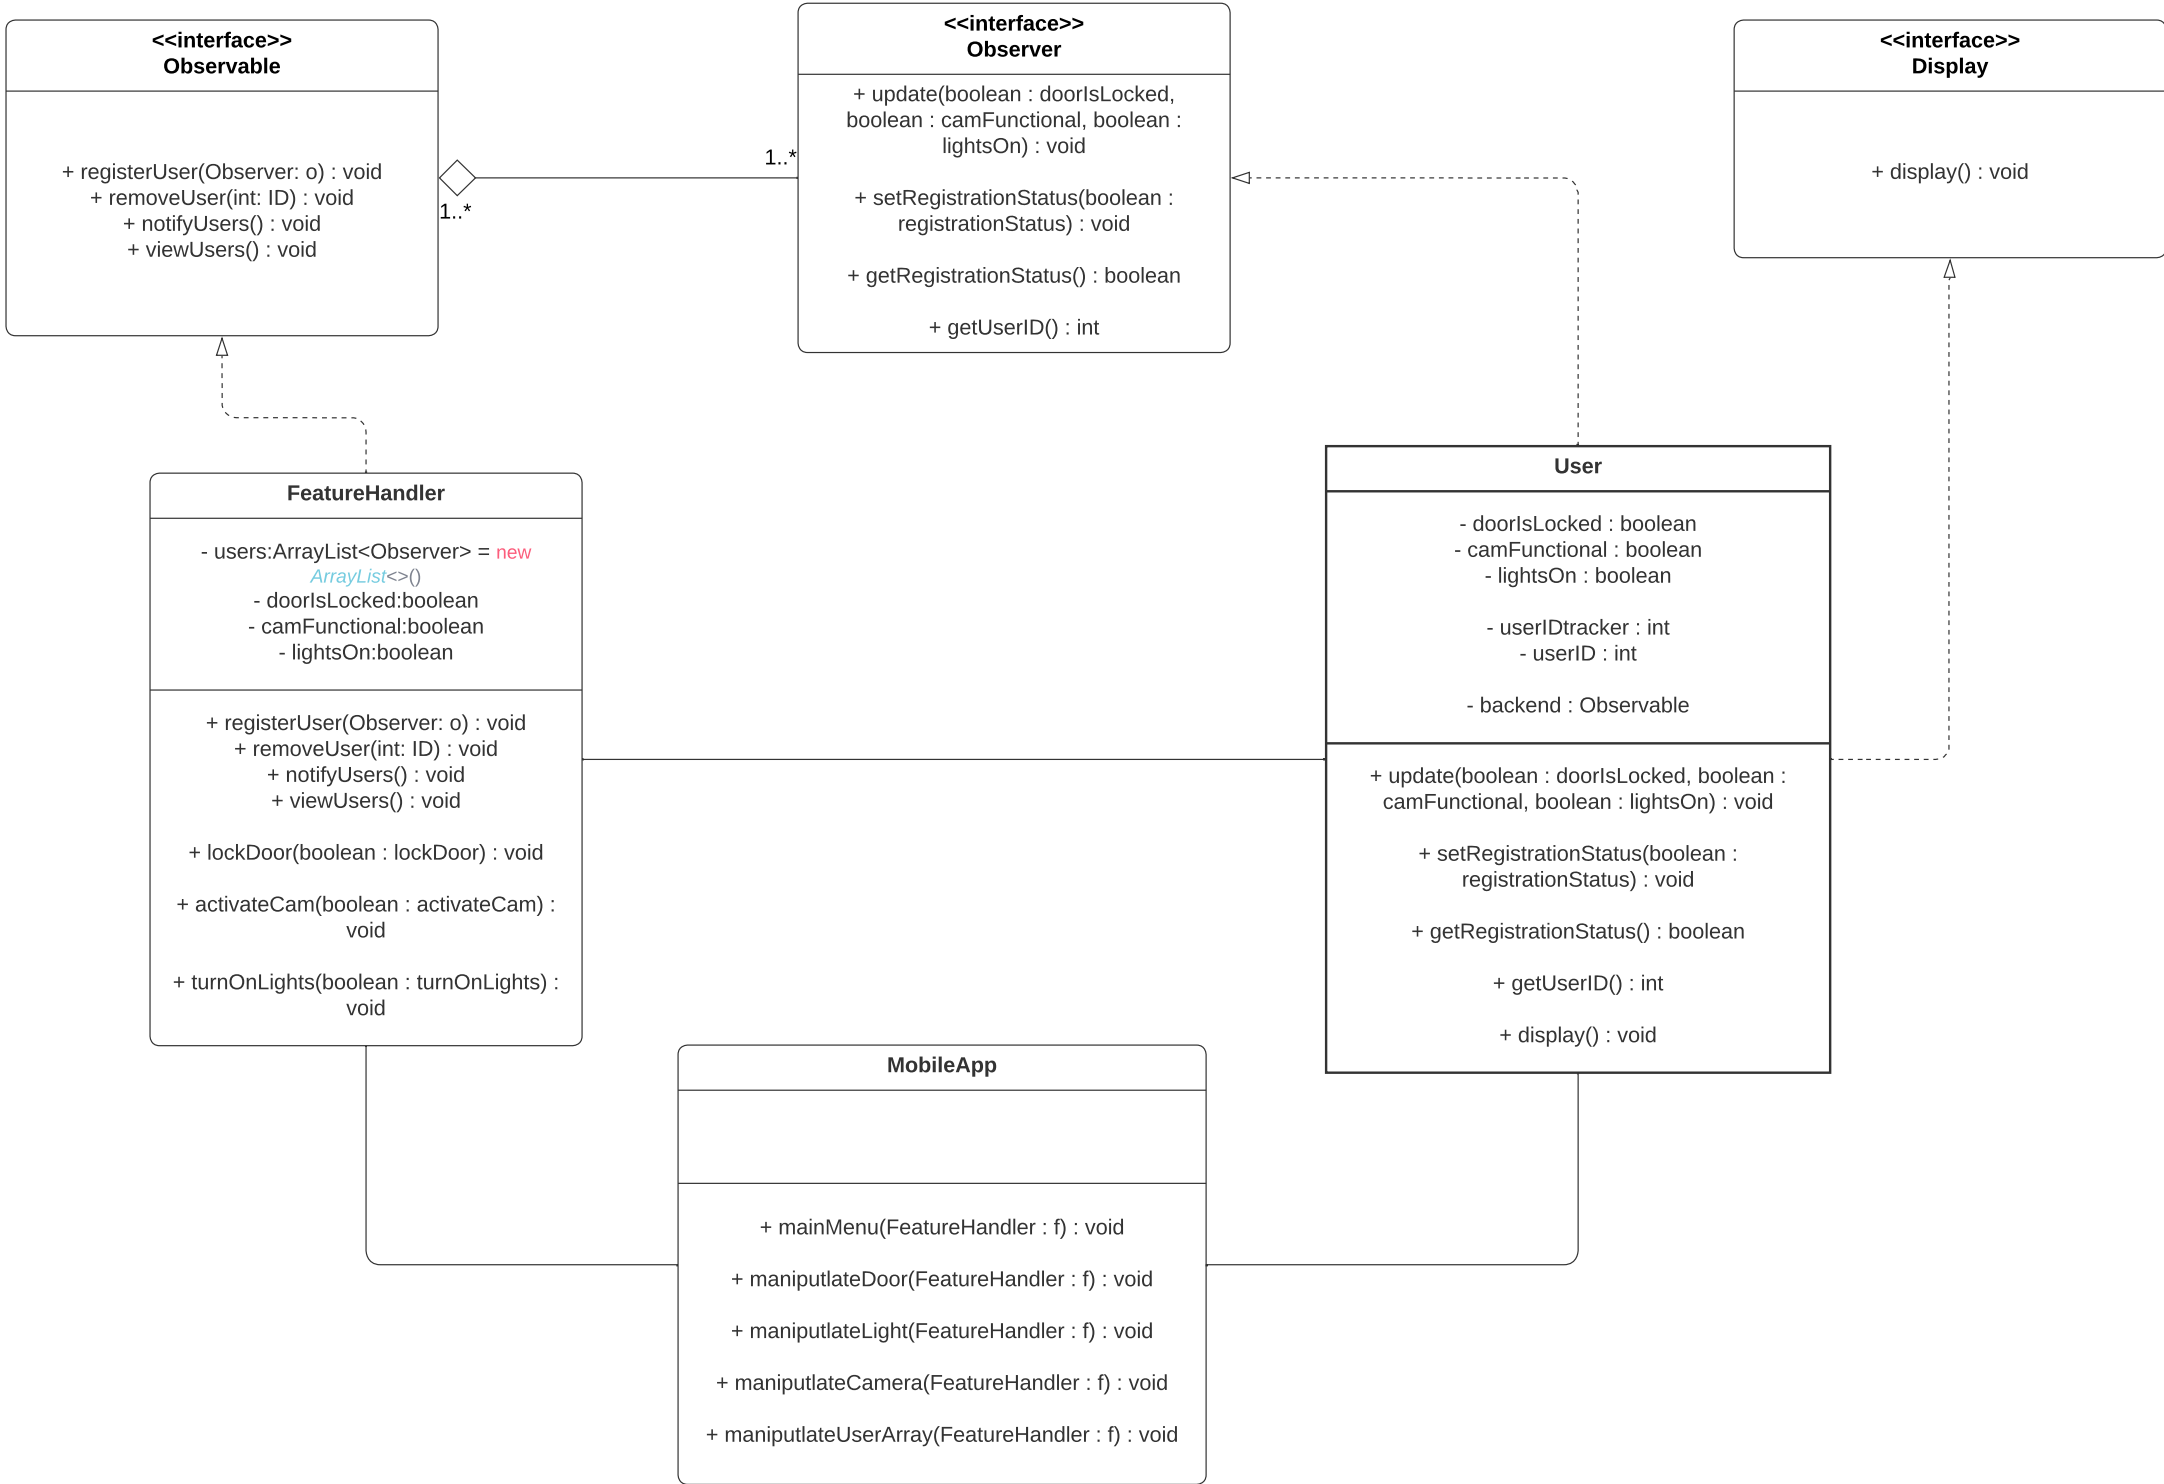 <<interface>>
Observable
+ registerUser(Observer: o) : void
+ removeUser(int: ID) : void
+ notifyUsers() : void
+ viewUsers() : void
1..*
1..*
<<interface>>
Observer
+ update(boolean : doorIsLocked,
boolean : camFunctional, boolean :
lightsOn) : void
+ setRegistrationStatus(boolean :
registrationStatus) : void
+ getRegistrationStatus() : boolean
+ getUserID() : int
<<interface>>
Display
+ display() : void
FeatureHandler
- users:ArrayList<Observer> = new
ArrayList<>()
- doorIsLocked:boolean
- camFunctional:boolean
- lightsOn:boolean
+ registerUser(Observer: o) : void
+ removeUser(int: ID) : void
+ notifyUsers() : void
+ viewUsers() : void
+ lockDoor(boolean : lockDoor) : void
+ activateCam(boolean : activateCam) :
void
+ turnOnLights(boolean : turnOnLights) :
void
User
- doorIsLocked : boolean
- camFunctional : boolean
- lightsOn : boolean
- userIDtracker : int
- userID : int
- backend : Observable
+ update(boolean : doorIsLocked, boolean :
camFunctional, boolean : lightsOn) : void
+ setRegistrationStatus(boolean :
registrationStatus) : void
+ getRegistrationStatus() : boolean
+ getUserID() : int
+ display() : void
MobileApp
+ mainMenu(FeatureHandler : f) : void
+ maniputlateDoor(FeatureHandler : f) : void
+ maniputlateLight(FeatureHandler : f) : void
+ maniputlateCamera(FeatureHandler : f) : void
+ maniputlateUserArray(FeatureHandler : f) : void